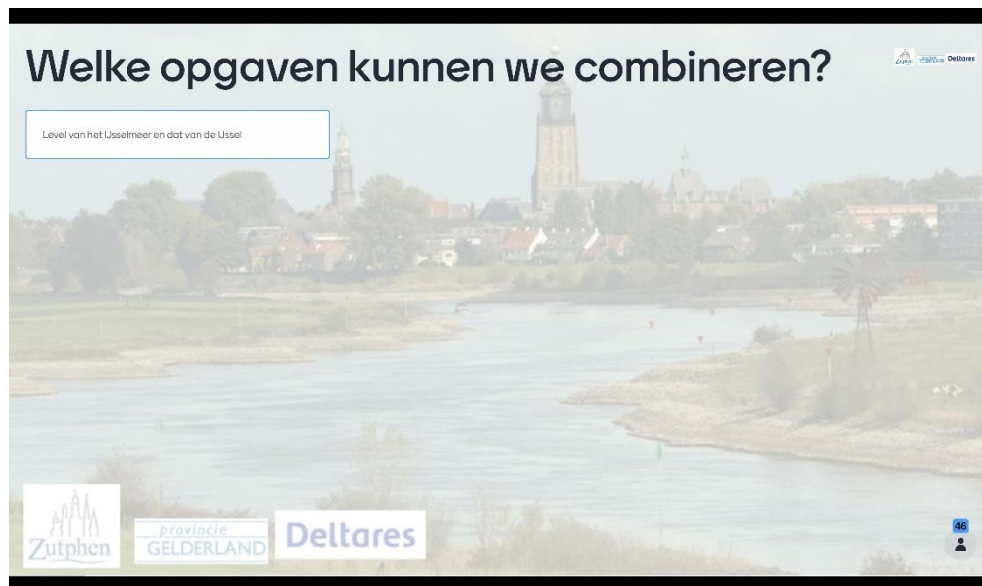 Welke opgaven kunnen we combineren?
Deltares
Level van het IJsselmeer en dat van de IJssel
Zutphen
provincie
GELDERLAND
Deltares
46